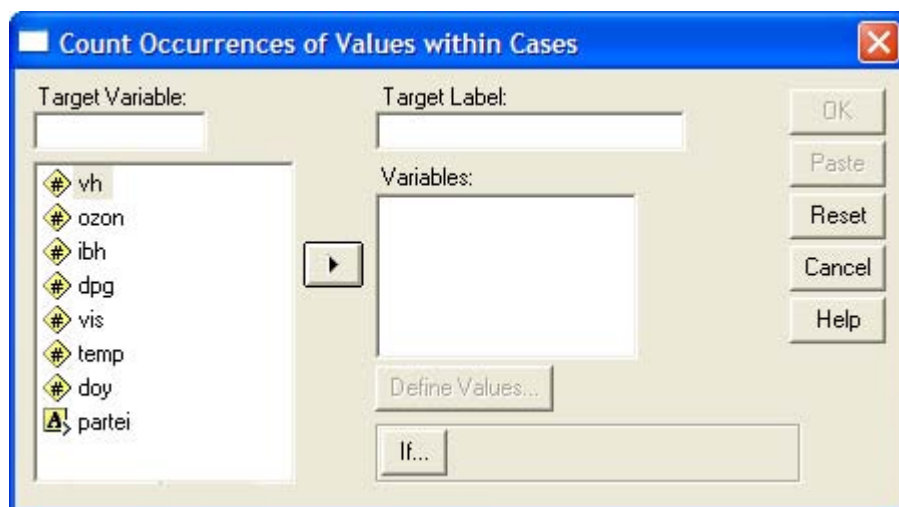 Count Occurrences of Values within Cases
Target Variable:
Target Label:
# vh
# ozon
# ibh
# dpg
# vis
# temp
# doy
A partei
Variables:
Define Values...
If...
OK
Paste
Reset
Cancel
Help